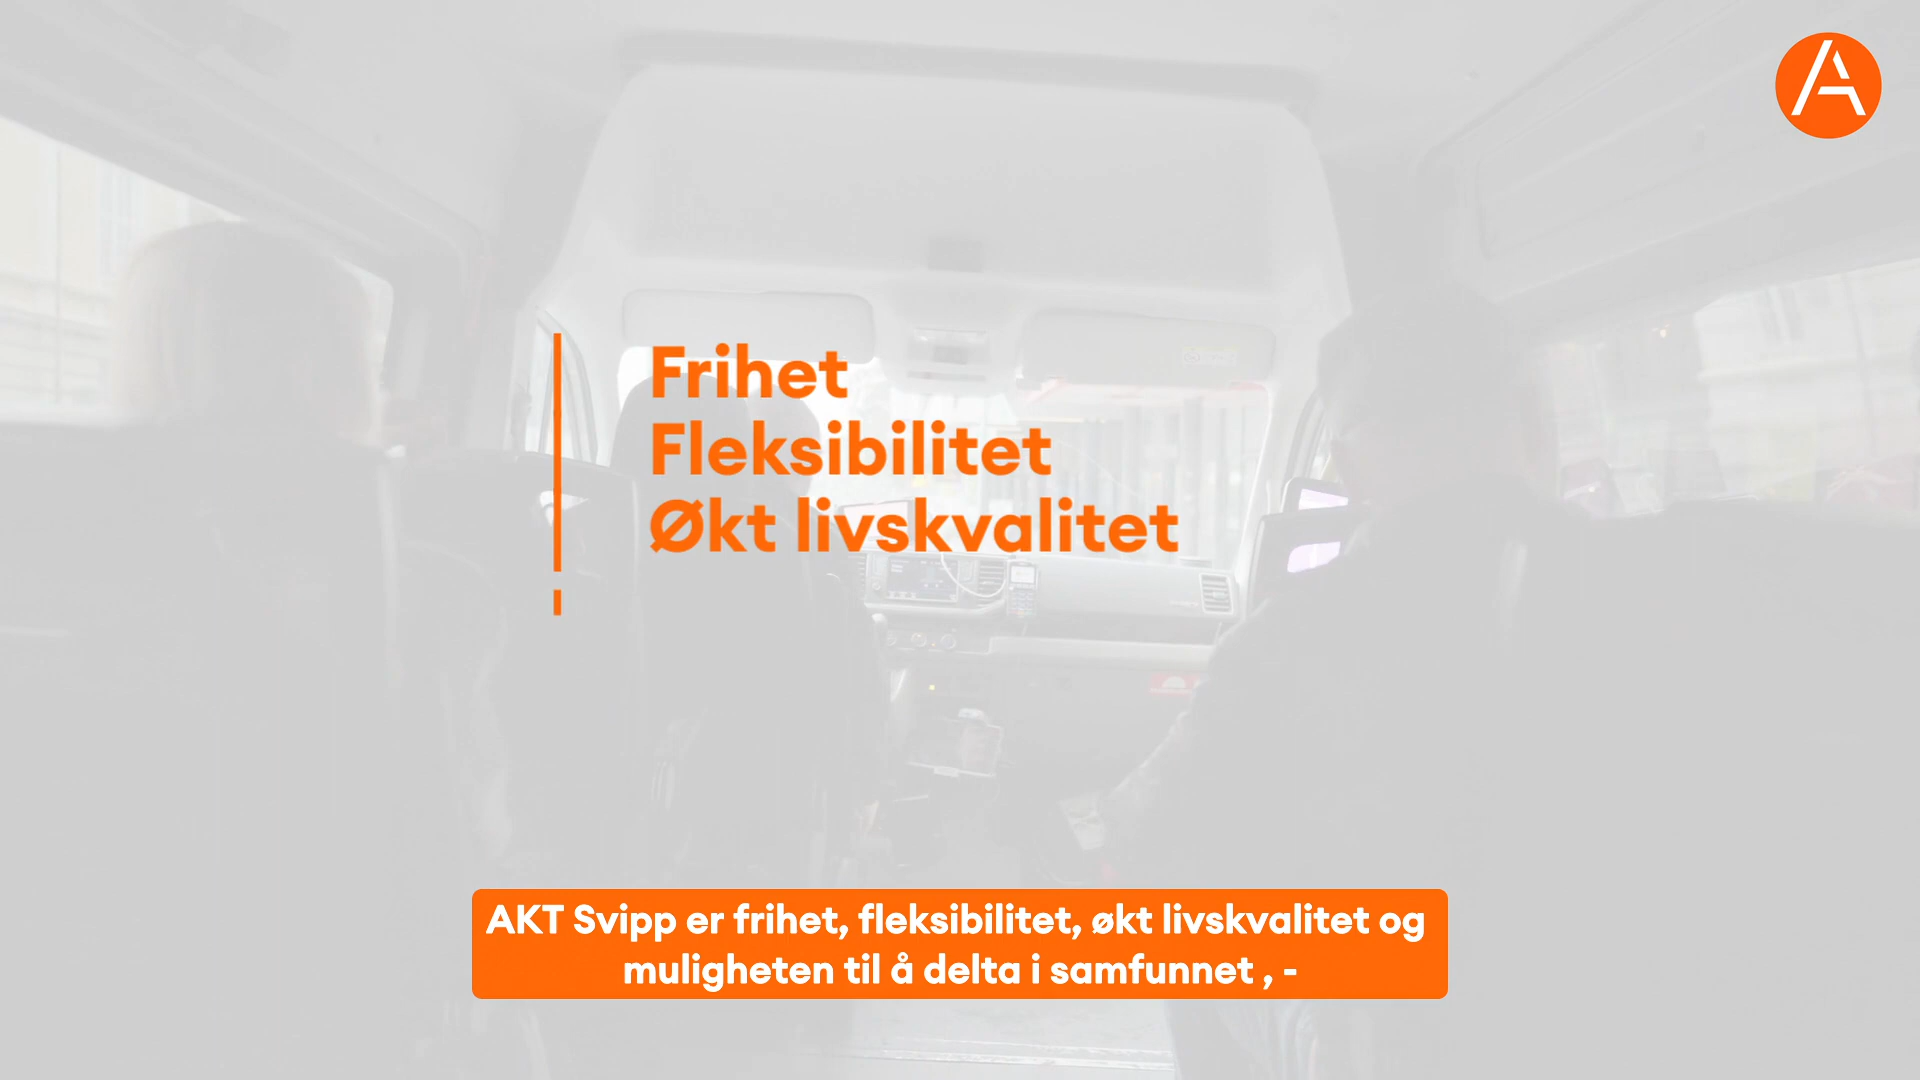 Frihet
Fleksibilitet
Økt livskvalitet
AKT Svipp er frihet, fleksibilitet, økt livskvalitet og
muligheten til å delta i samfunnet , -